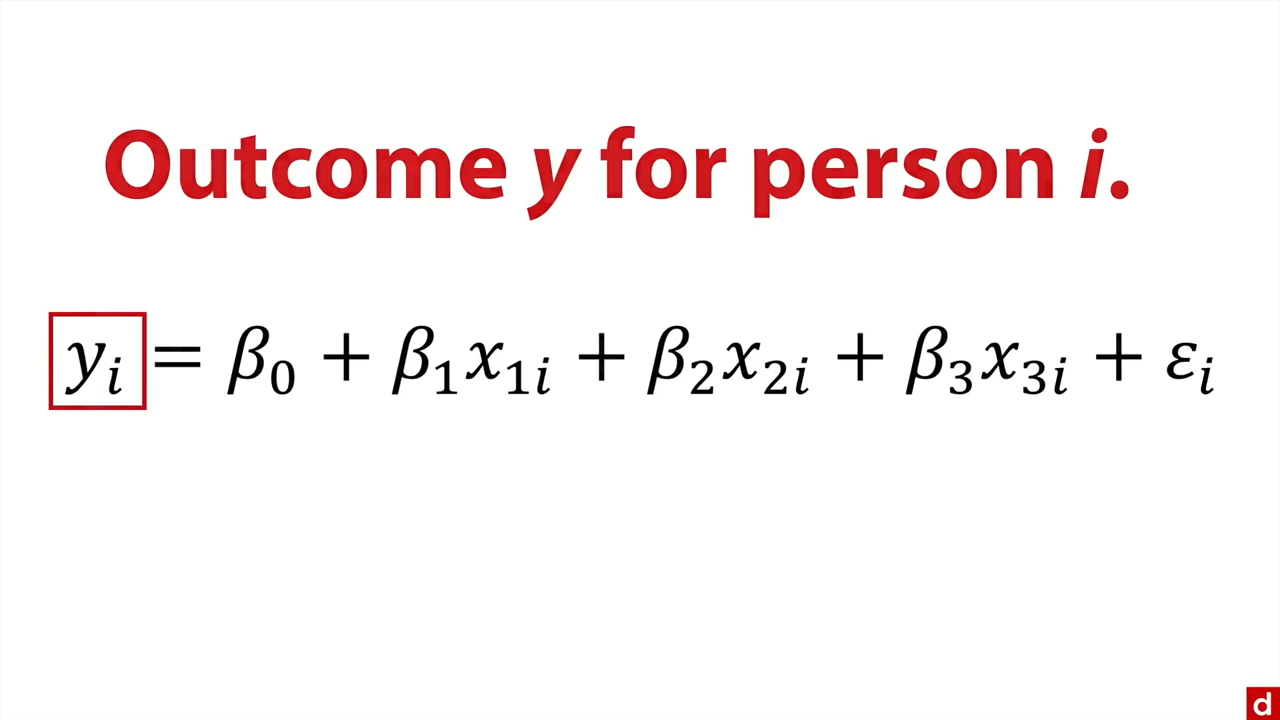 Outcome y for person i.
yᵢ = β₀ + β₁x₁ᵢ + β₂x₂ᵢ + β₃x₃ᵢ + εᵢ
d